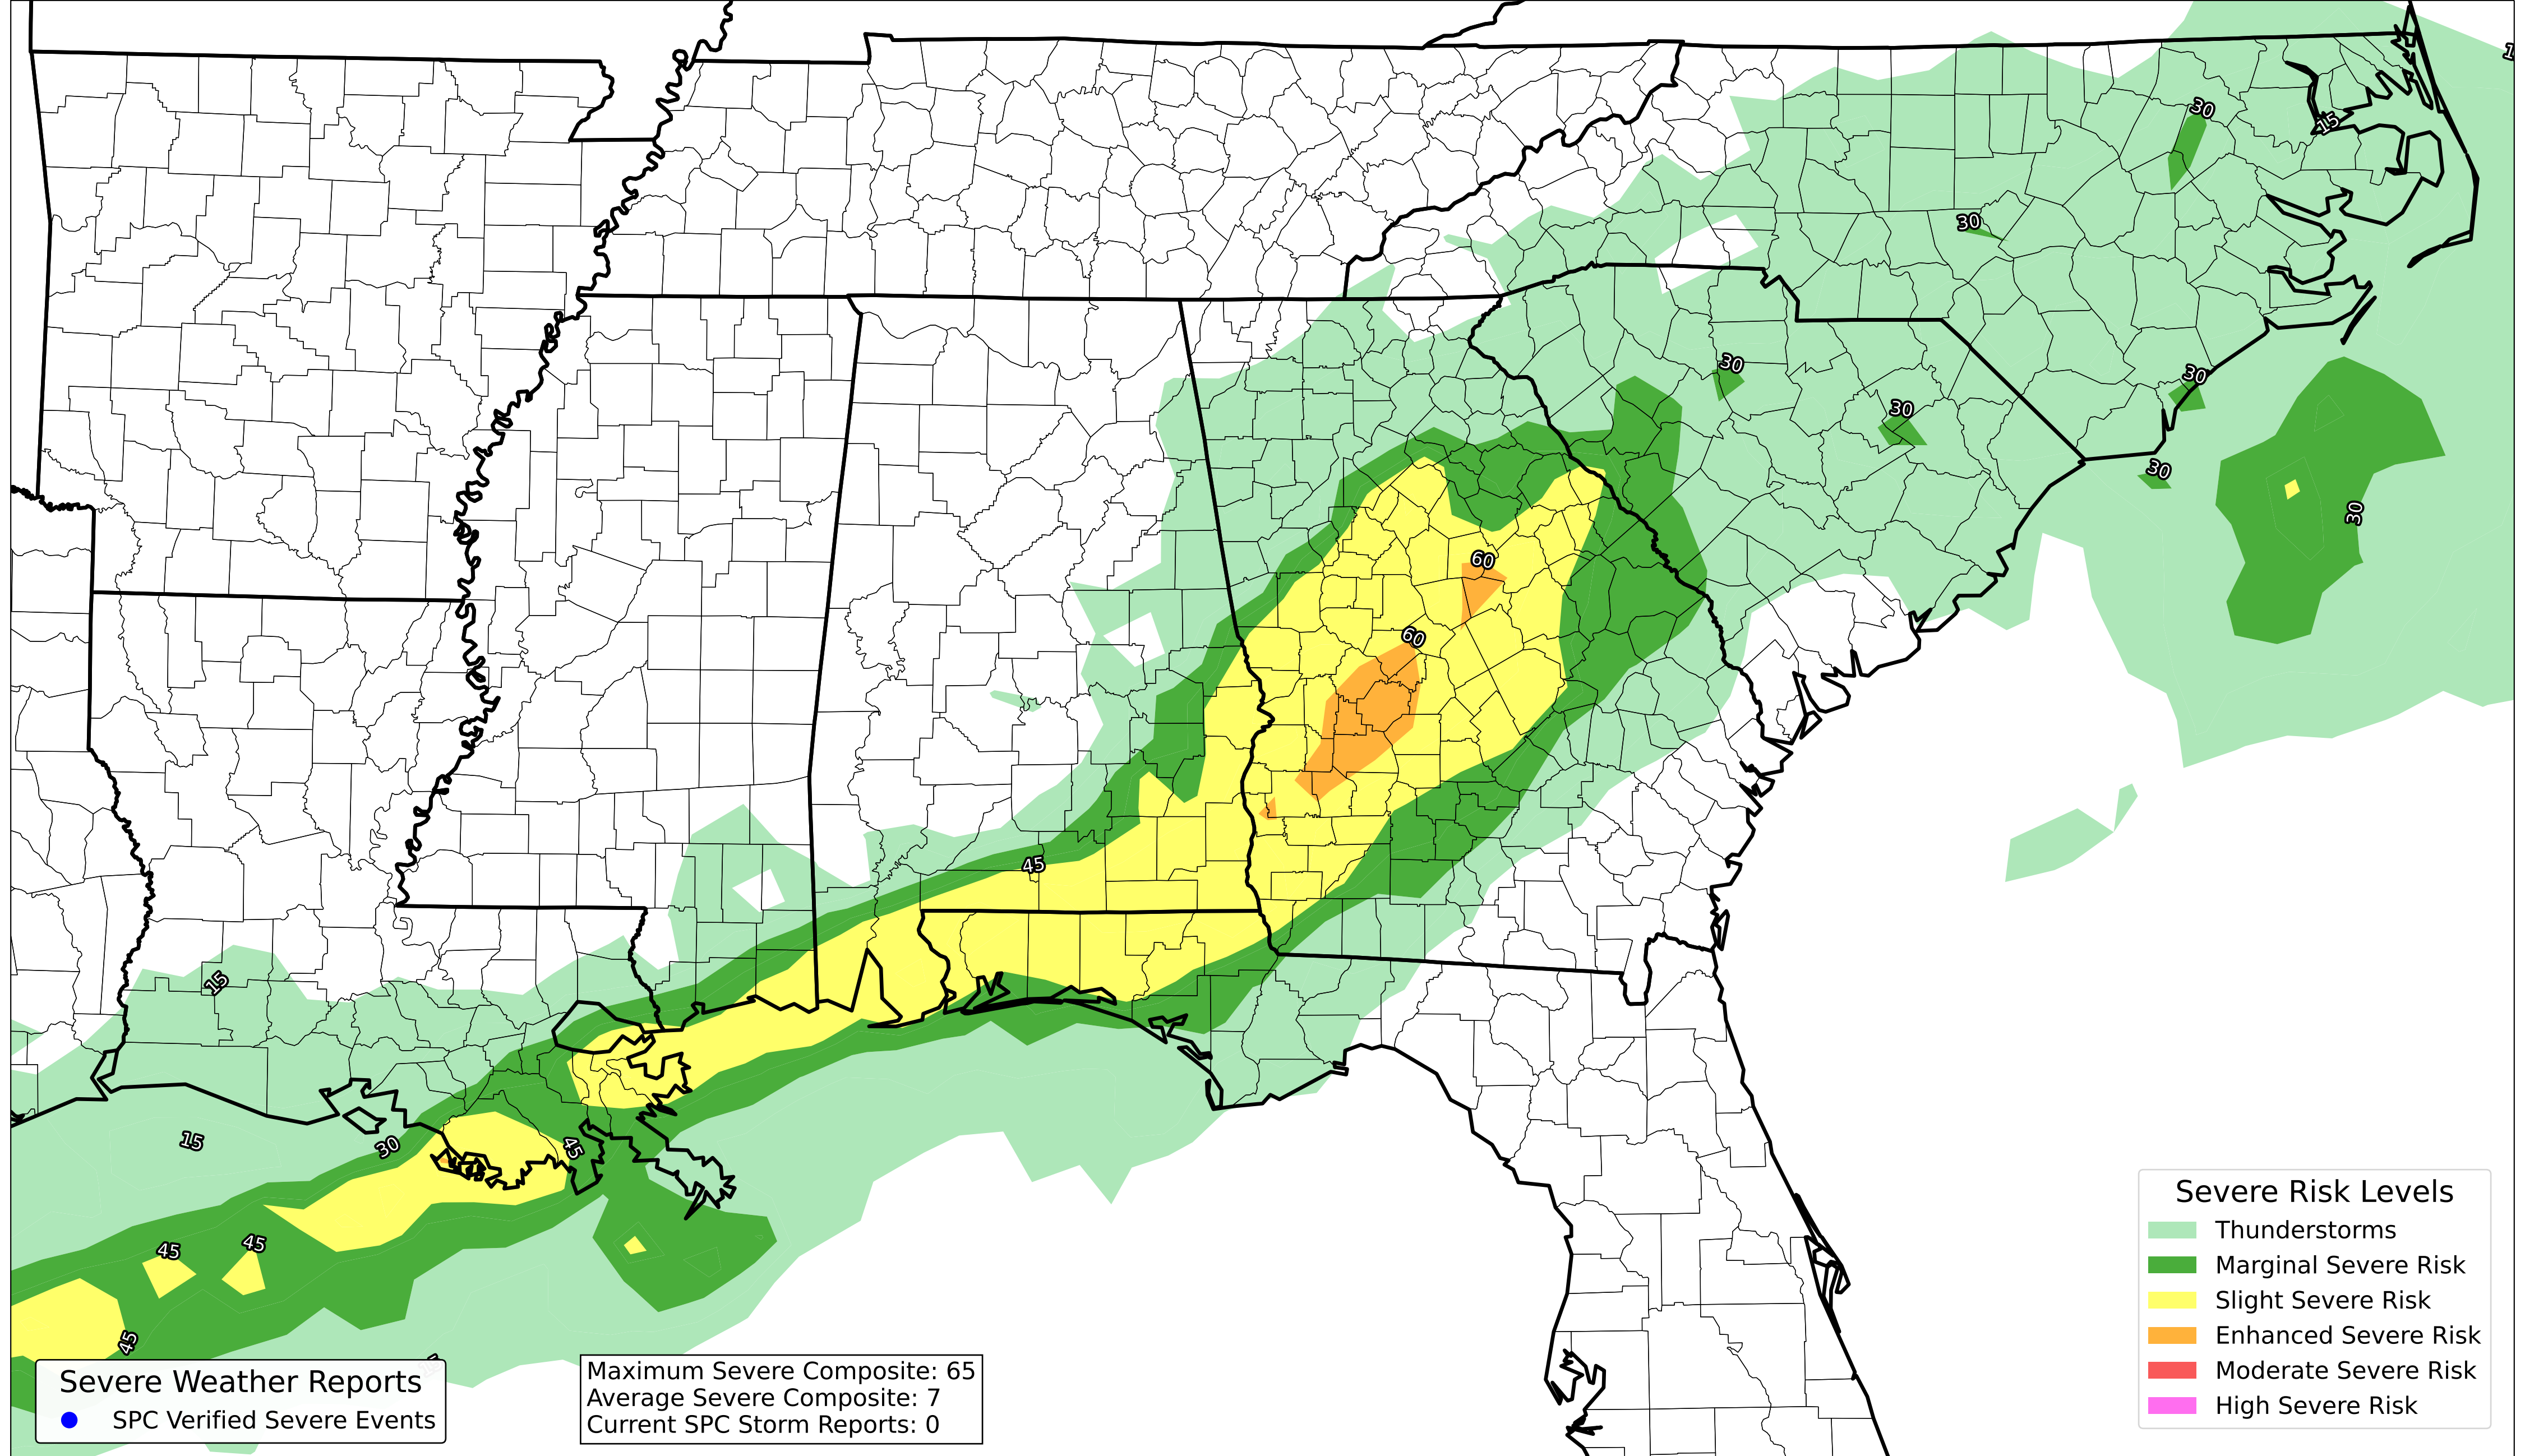 1
30
15
30
30
30
30
30
30
60
60
45
15
15
30
45
45
45
45
Severe Risk Levels
Thunderstorms
Marginal Severe Risk
Slight Severe Risk
Enhanced Severe Risk
Moderate Severe Risk
High Severe Risk
Severe Weather Reports
SPC Verified Severe Events
Maximum Severe Composite: 65
Average Severe Composite: 7
Current SPC Storm Reports: 0